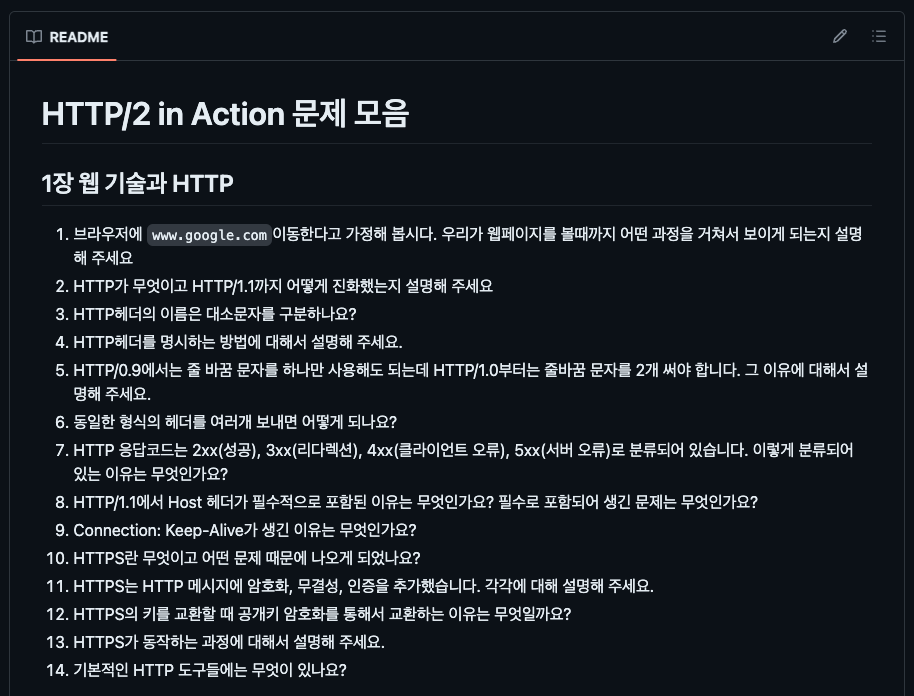 README
HTTP/2 in Action 문제 모음
1장 웹 기술과 HTTP
1. 브라우저에 www.google.com이동한다고 가정해 봅시다. 우리가 웹페이지를 볼때까지 어떤 과정을 거쳐서 보이게 되는지 설명
해 주세요
2. HTTP가 무엇이고 HTTP/1.1까지 어떻게 진화했는지 설명해 주세요
3. HTTP헤더의 이름은 대소문자를 구분하나요?
4. HTTP헤더를 명시하는 방법에 대해서 설명해 주세요.
5. HTTP/0.9에서는 줄 바꿈 문자를 하나만 사용해도 되는데 HTTP/1.0부터는 줄바꿈 문자를 2개 써야 합니다. 그 이유에 대해서 설
명해 주세요.
6. 동일한 형식의 헤더를 여러개 보내면 어떻게 되나요?
7. HTTP 응답코드는 2xx(성공), 3xx(리다렉션), 4xx(클라이언트 오류), 5xx(서버 오류)로 분류되어 있습니다. 이렇게 분류되어
있는 이유는 무엇인가요?
8. HTTP/1.1에서 Host 헤더가 필수적으로 포함된 이유는 무엇인가요? 필수로 포함되어 생긴 문제는 무엇인가요?
9. Connection: Keep-Alive가 생긴 이유는 무엇인가요?
10. HTTPS란 무엇이고 어떤 문제 때문에 나오게 되었나요?
11. HTTPS는 HTTP 메시지에 암호화, 무결성, 인증을 추가했습니다. 각각에 대해 설명해 주세요.
12. HTTPS의 키를 교환할 때 공개키 암호화를 통해서 교환하는 이유는 무엇일까요?
13. HTTPS가 동작하는 과정에 대해서 설명해 주세요.
14. 기본적인 HTTP 도구들에는 무엇이 있나요?